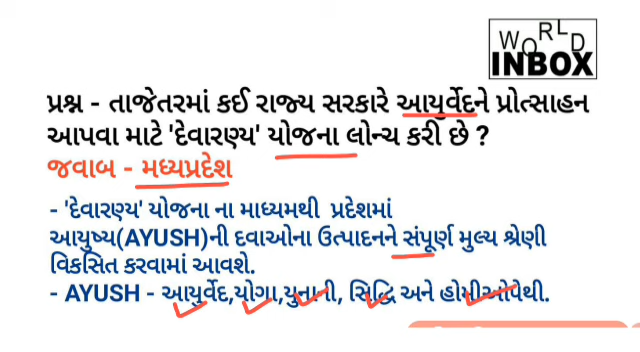 WORLD
INBOX
પ્રશ્ન - તાજેતરમાં કઈ રાજ્ય સરકારે આયુર્વેદને પ્રોત્સાહન
આપવા માટે 'દેવારણ્ય' યોજના લોન્ચ કરી છે ?
જવાબ - મધ્યપ્રદેશ
- 'દેવારણ્ય' યોજના ના માધ્યમથી પ્રદેશમાં
આયુષ્ય(AYUSH)ની દવાઓના ઉત્પાદનને સંપૂર્ણ મુલ્ય શ્રેણી
વિકસિત કરવામાં આવશે.
- AYUSH - આયુર્વેદ,યોગા,યુનાની, સિદ્ધિ અને હોમીઓપેથી.